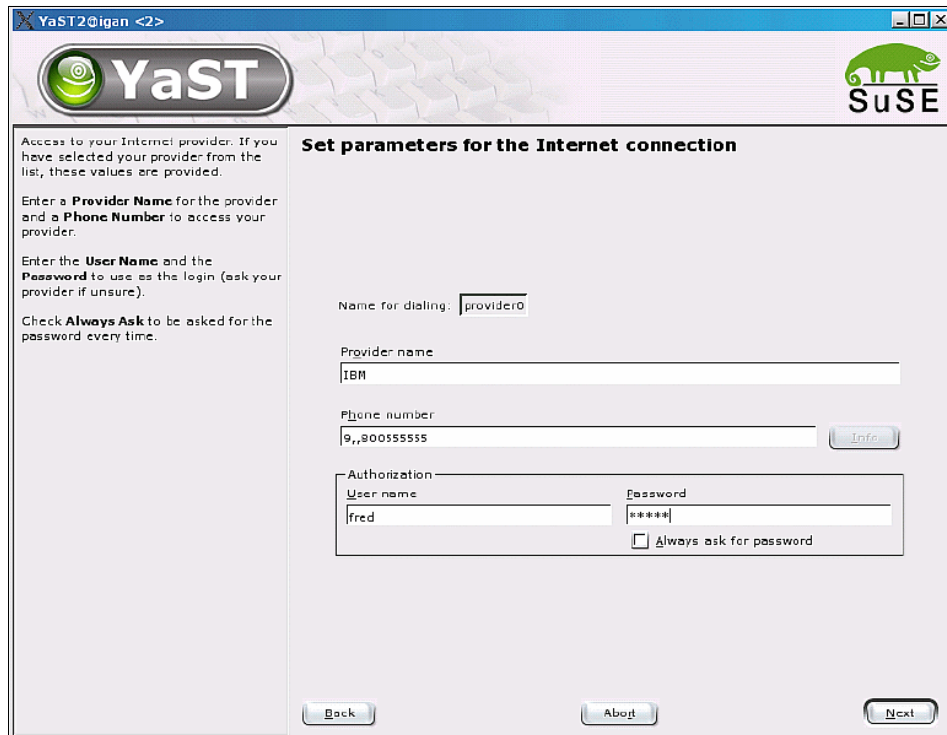 YaST2@igan <2>
YaST
SuSE
Access to your Internet provider. If you
have selected your provider from the
list, these values are provided.
Enter a Provider Name for the provider
and a Phone Number to access your
provider.
Enter the User Name and the
Password to use as the login (ask your
provider if unsure).
Check Always Ask to be asked for the
password every time.
Set parameters for the Internet connection
Name for dialing: provider0
Provider name
IBM
Phone number
9,,800555555
Info
Authorization
User name
Password
fred
*****
Always ask for password
Back
Abort
Next